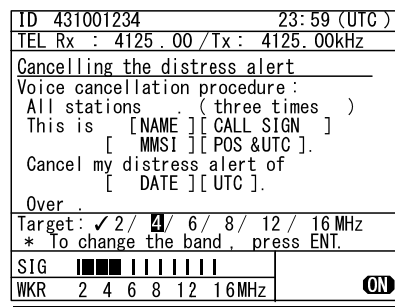 ID 431001234 23:59 (UTC)
TEL Rx : 4125.00/Tx: 4125.00kHz
Cancelling the distress alert
Voice cancellation procedure:
All stations . (three times )
This is [NAME ][ CALL SIGN ]
[ MMSI ][ POS &UTC ].
Cancel my distress alert of
[ DATE ][ UTC ].
Over .
Target: ✓2/ 4/ 6/ 8/ 12 / 16 MHz
* To change the band, press ENT.
SIG
WKR 2 4 6 8 12 16MHz ON